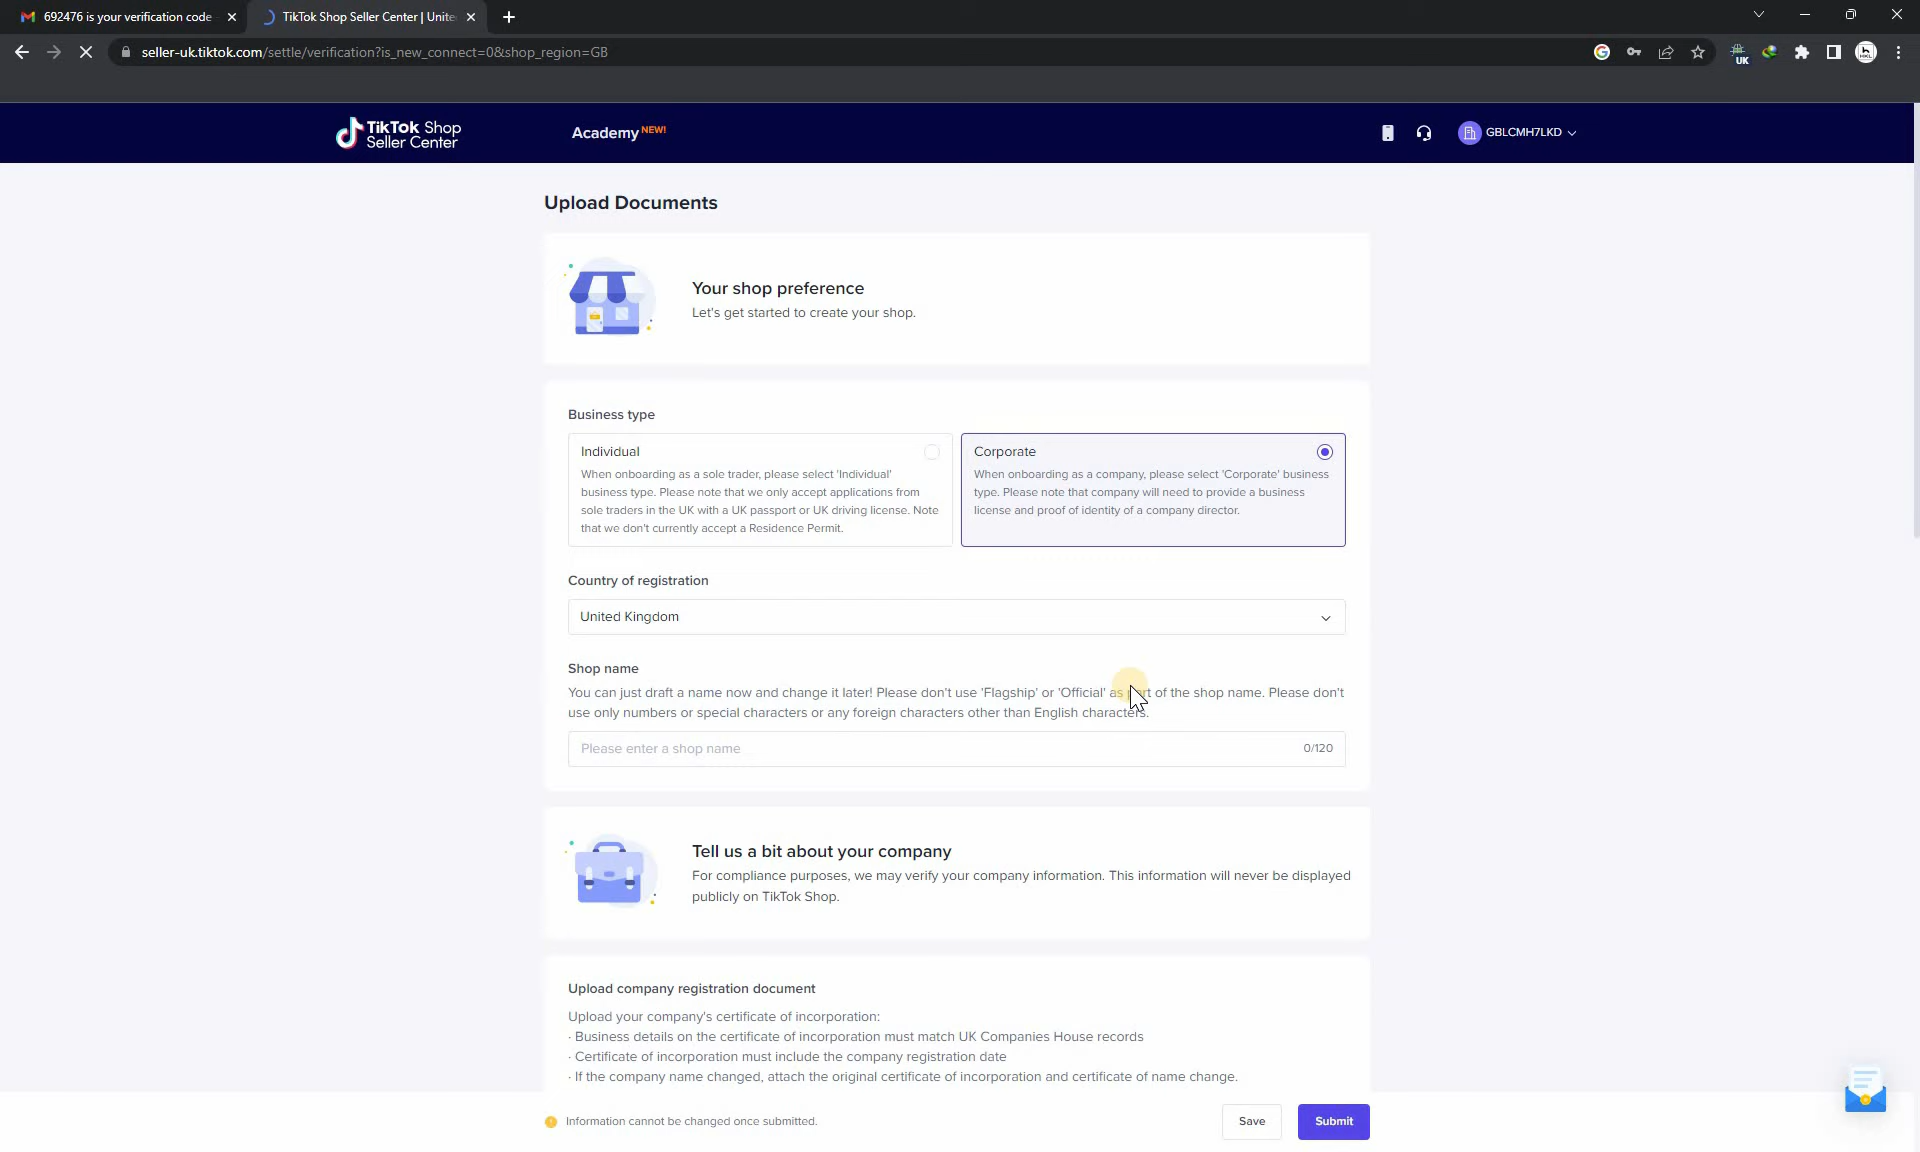 692476 is your verification code
TikTok Shop Seller Center | Unite
seller-uk.tiktok.com/settle/verification?is_new_connect=0&shop_region=GB
UK
TikTok Shop
Seller Center
Academy NEW!
GBLCMH7LKD
Upload Documents
Your shop preference
Let's get started to create your shop.
Business type
Individual
When onboarding as a sole trader, please select 'Individual'
business type. Please note that we only accept applications from
sole traders in the UK with a UK passport or UK driving license. Note
that we don't currently accept a Residence Permit.
Corporate
When onboarding as a company, please select 'Corporate' business
type. Please note that company will need to provide a business
license and proof of identity of a company director.
Country of registration
United Kingdom
Shop name
You can just draft a name now and change it later! Please don't use 'Flagship' or 'Official' as part of the shop name. Please don't
use only numbers or special characters or any foreign characters other than English characters.
Please enter a shop name
0/120
Tell us a bit about your company
For compliance purposes, we may verify your company information. This information will never be displayed
publicly on TikTok Shop.
Upload company registration document
Upload your company's certificate of incorporation:
· Business details on the certificate of incorporation must match UK Companies House records
· Certificate of incorporation must include the company registration date
· If the company name changed, attach the original certificate of incorporation and certificate of name change.
Information cannot be changed once submitted.
Save
Submit